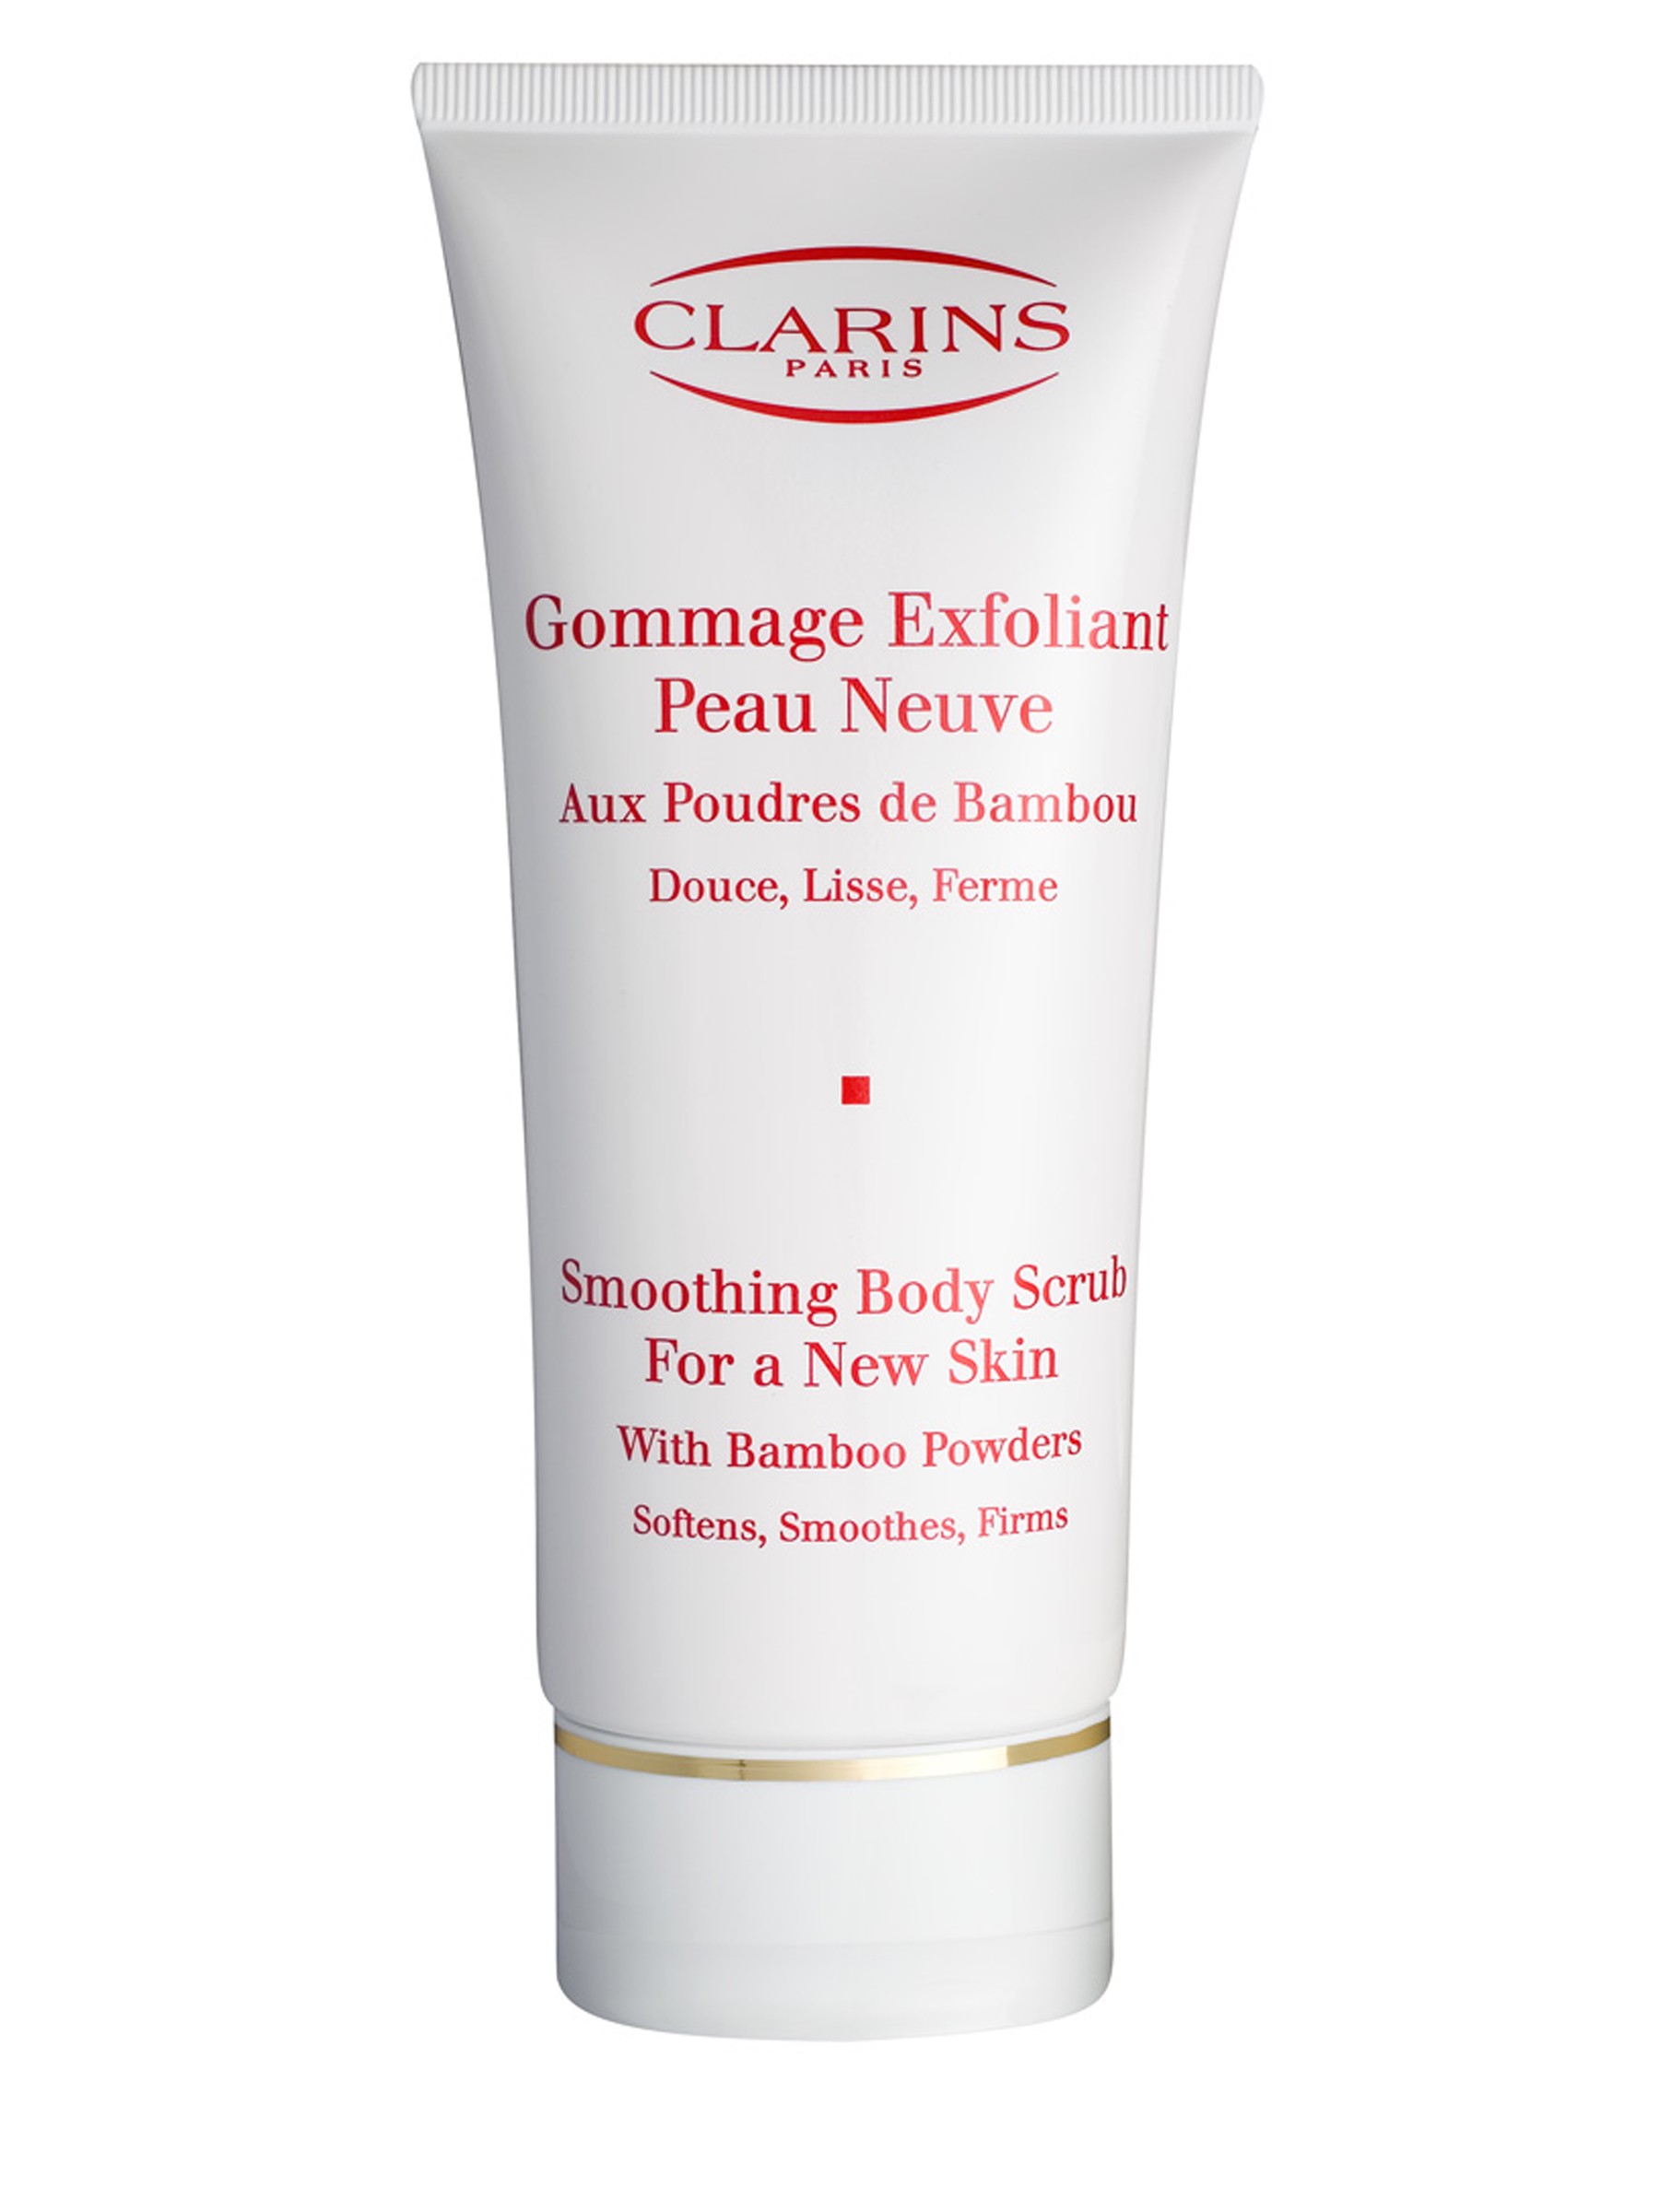 CLARINS
PARIS
Gommage Exfoliant
Peau Neuve
Aux Poudres de Bambou
Douce, Lisse, Ferme
Smoothing Body Scrub
For a New Skin
With Bamboo Powders
Softens, Smoothes, Firms